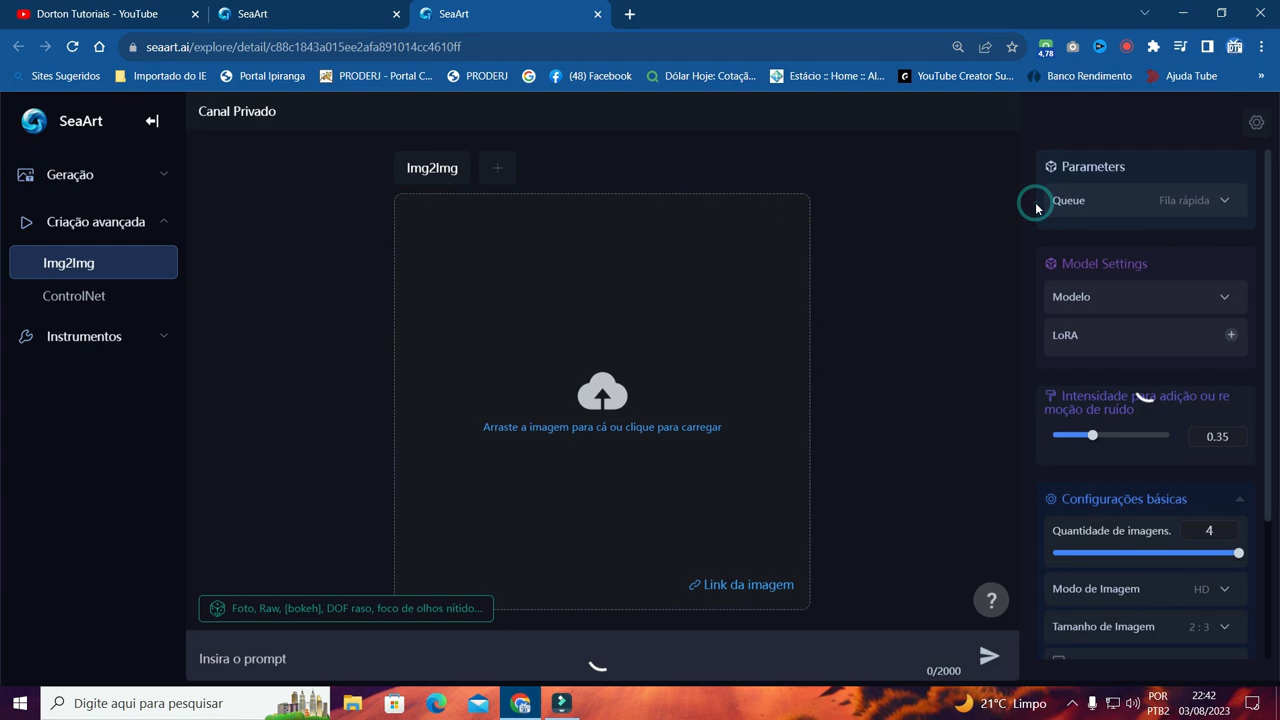 Dorton Tutoriais - YouTube
SeaArt
SeaArt
seaart.ai/explore/detail/c88c1843a015ee2afa891014cc4610ff
4,78
Sites Sugeridos
Importado do IE
Portal Ipiranga
PRODERJ - Portal C...
PRODERJ
(48) Facebook
Dólar Hoje: Cotaçã...
Estácio :: Home :: Al...
YouTube Creator Su...
Banco Rendimento
Ajuda Tube
»
SeaArt
Canal Privado
Geração
Criação avançada
Img2Img
ControlNet
Instrumentos
Img2Img
Arraste a imagem para cá ou clique para carregar
Link da imagem
Foto, Raw, [bokeh], DOF raso, foco de olhos nítido...
?
Insira o prompt
0/2000
Parameters
Queue Fila rápida
Model Settings
Modelo
LoRA
Intensidade para adição ou re
moção de ruído
0.35
Configurações básicas
Quantidade de imagens. 4
Modo de Imagem HD
Tamanho de Imagem 2 : 3
Digite aqui para pesquisar
21°C Limpo
POR
PTB2
22:42
03/08/2023